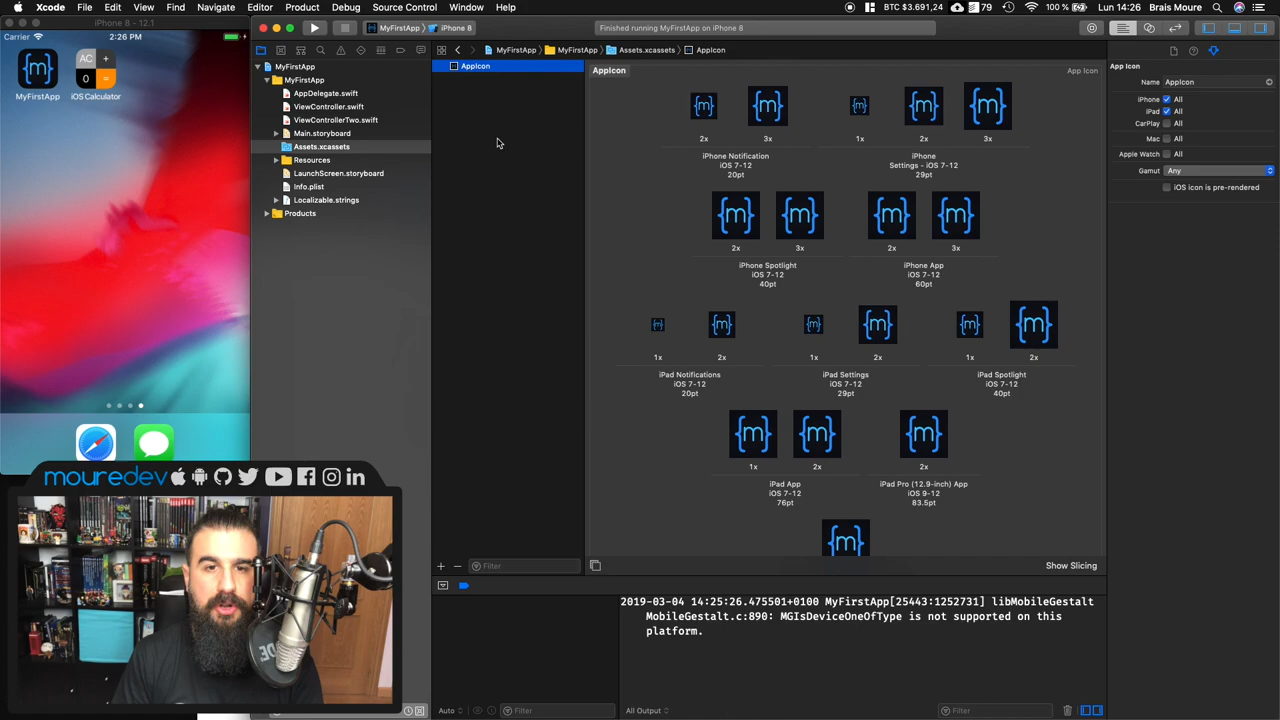 Xcode File Edit View Find Navigate Editor Product Debug Source Control Window Help
BTC $3.691,24 79 100 % Lun 14:26 Brais Moure
iPhone 8 - 12.1
MyFirstApp iPhone 8
Finished running MyFirstApp on iPhone 8
Carrier 2:26 PM
{m}
AC +
0 =
MyFirstApp iOS Calculator
MyFirstApp
MyFirstApp
AppDelegate.swift
ViewController.swift
ViewControllerTwo.swift
Main.storyboard
Assets.xcassets
Resources
LaunchScreen.storyboard
Info.plist
Localizable.strings
Products
MyFirstApp MyFirstApp Assets.xcassets AppIcon
AppIcon
AppIcon
App Icon
{m} {m} {m} {m} {m}
2x 3x 1x 2x 3x
iPhone Notification
iOS 7-12
20pt
iPhone
Settings - iOS 7-12
29pt
{m} {m} {m} {m}
2x 3x 2x 3x
iPhone Spotlight
iOS 7-12
40pt
iPhone App
iOS 7-12
60pt
{m} {m} {m} {m} {m} {m}
1x 2x 1x 2x 1x 2x
iPad Notifications
iOS 7-12
20pt
iPad Settings
iOS 7-12
29pt
iPad Spotlight
iOS 7-12
40pt
{m} {m} {m}
1x 2x 2x
iPad App
iOS 7-12
76pt
iPad Pro (12.9-inch) App
iOS 9-12
83.5pt
{m}
Filter
Show Slicing
App Icon
Name AppIcon
iPhone All
iPad All
CarPlay All
Mac All
Apple Watch All
Gamut Any
iOS icon is pre-rendered
2019-03-04 14:25:26.475501+0100 MyFirstApp[25443:1252731] libMobileGestalt
MobileGestalt.c:890: MGIsDeviceOneOfType is not supported on this
platform.
Auto Filter All Output Filter
mouredev